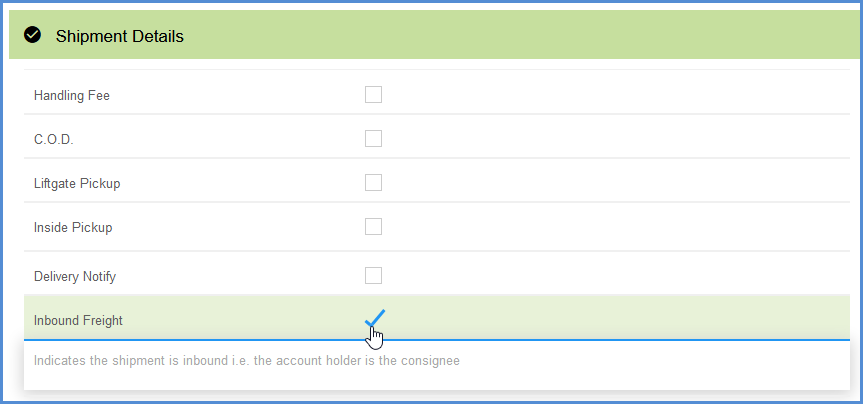 Shipment Details
Handling Fee
C.O.D.
Liftgate Pickup
Inside Pickup
Delivery Notify
Inbound Freight
Indicates the shipment is inbound i.e. the account holder is the consignee